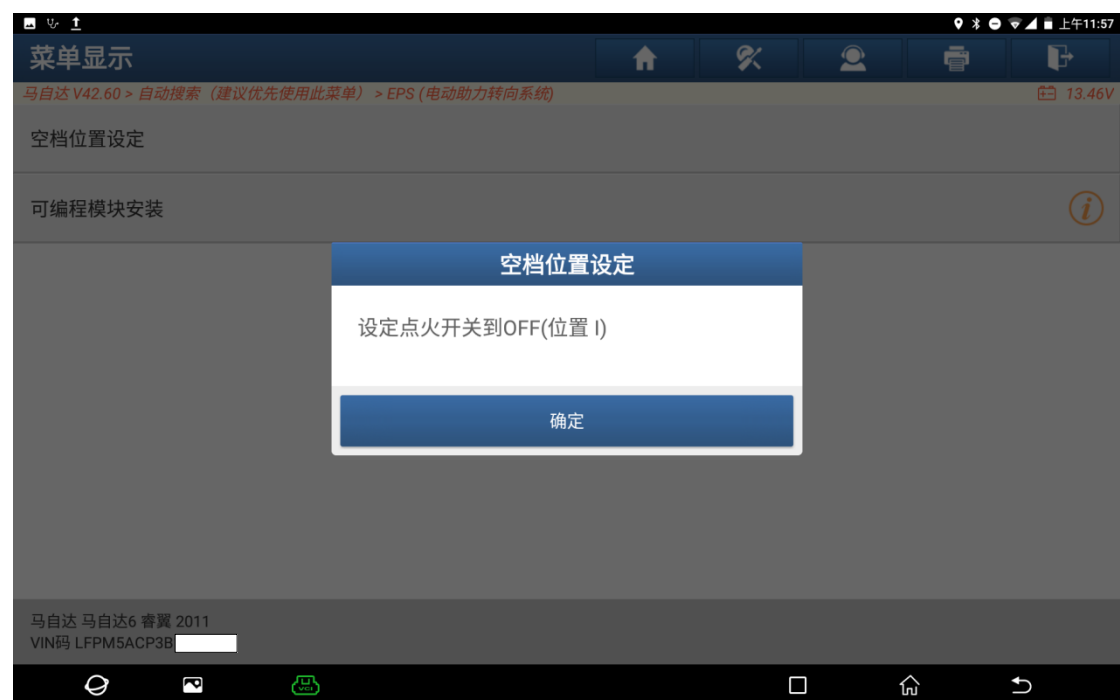 上午11:57
菜单显示
马自达 V42.60 > 自动搜索（建议优先使用此菜单）> EPS (电动助力转向系统)
13.46V
空档位置设定
可编程模块安装
i
空档位置设定
设定点火开关到OFF(位置 I)
确定
马自达 马自达6 睿翼 2011
VIN码 LFPM5ACP3B
VCI